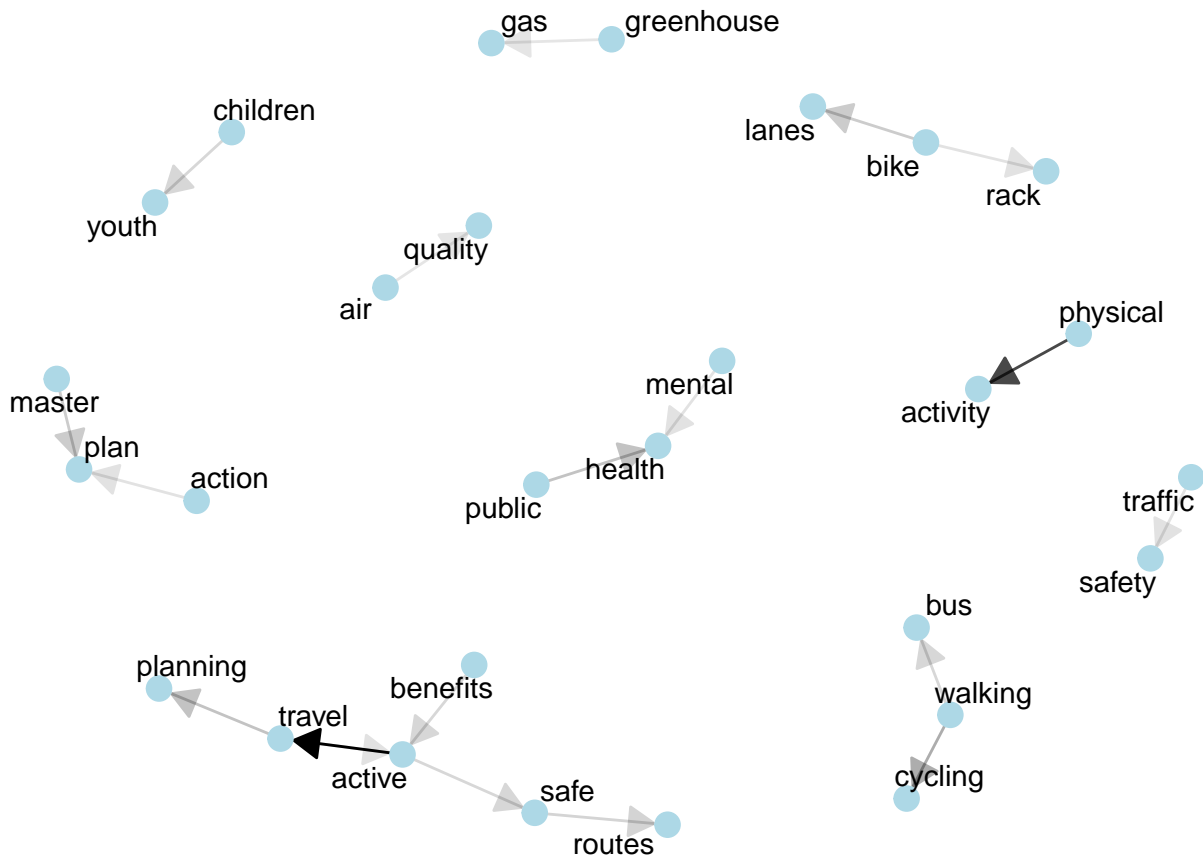 gas
greenhouse
children
lanes
bike
rack
youth
quality
air
physical
mental
activity
master
plan
action
health
public
traffic
safety
bus
planning
benefits
walking
travel
active
cycling
safe
routes